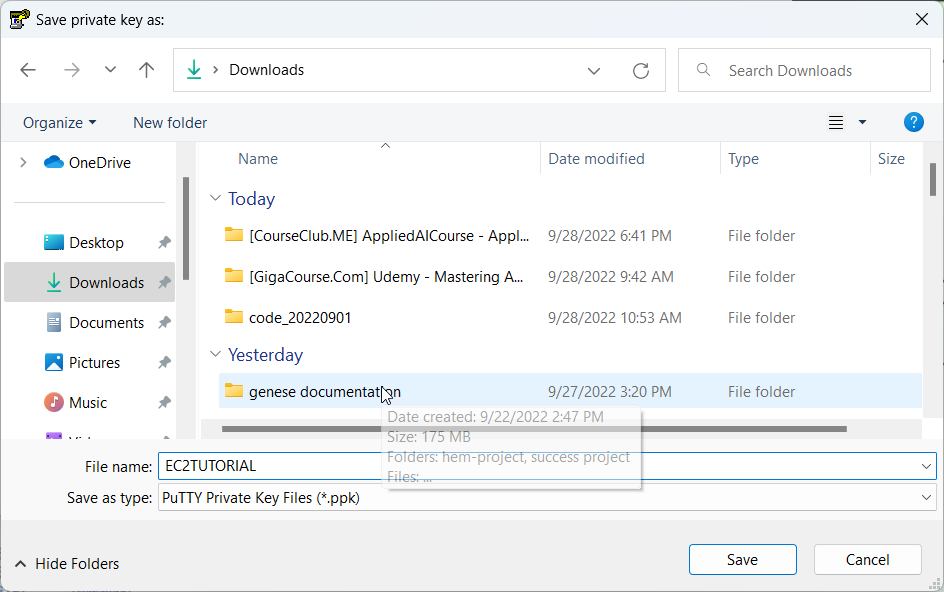 Save private key as:
Downloads
Search Downloads
Organize
New folder
?
OneDrive
Name
Date modified
Type
Size
Today
Desktop
[CourseClub.ME] AppliedAICourse - Appl... 9/28/2022 6:41 PM File folder
Downloads
[GigaCourse.Com] Udemy - Mastering A... 9/28/2022 9:42 AM File folder
Documents
code_20220901 9/28/2022 10:53 AM File folder
Pictures
Yesterday
Music
genese documentation 9/27/2022 3:20 PM File folder
Date created: 9/22/2022 2:47 PM
Size: 175 MB
Folders: hem-project, success project
Files: ...
File name: EC2TUTORIAL
Save as type: PuTTY Private Key Files (*.ppk)
Hide Folders
Save
Cancel